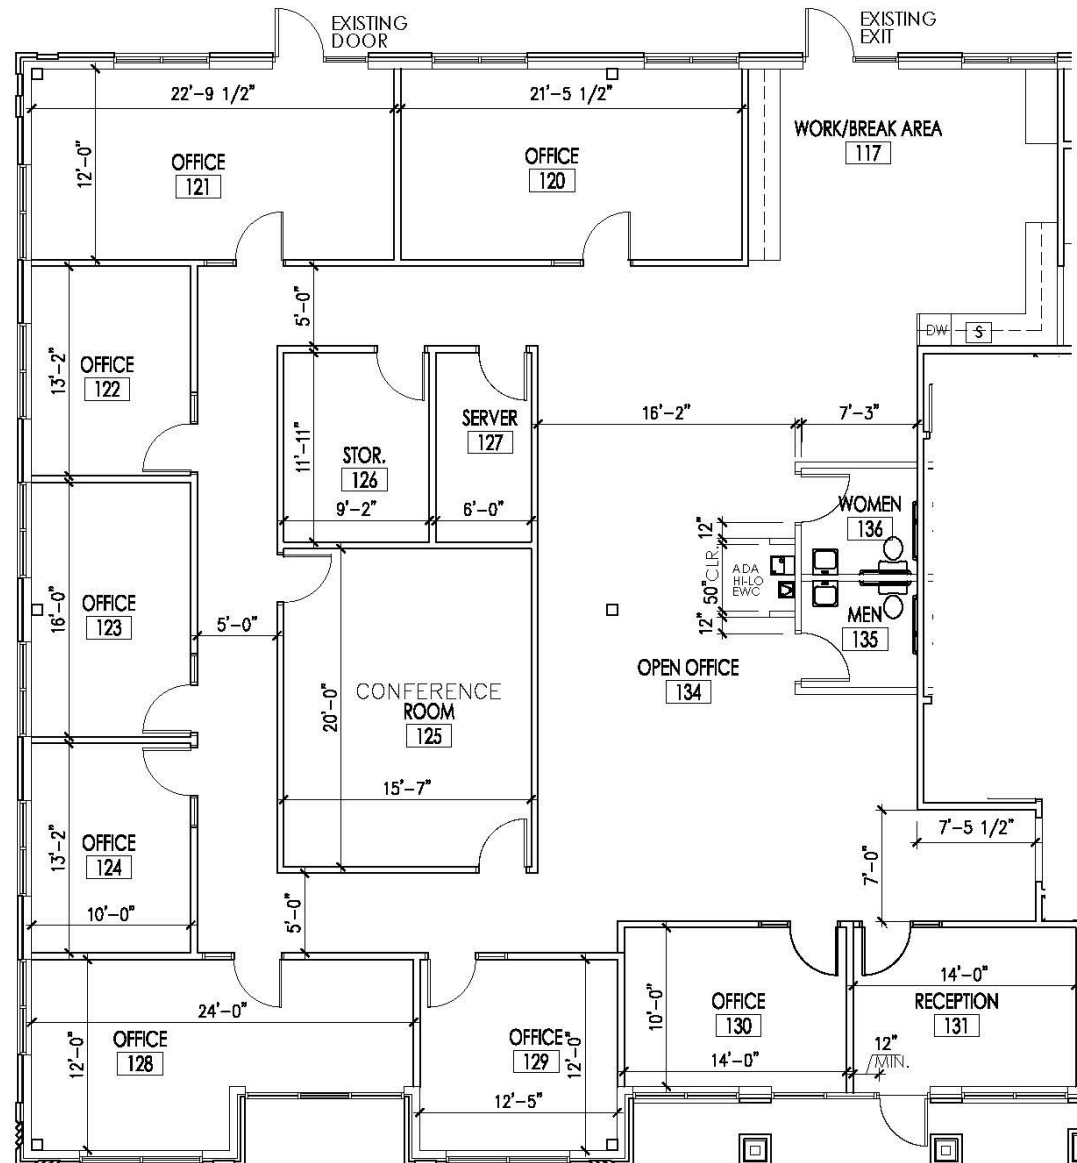 EXISTING
DOOR
EXISTING
EXIT
22'-9 1/2"
21'-5 1/2"
WORK/BREAK AREA
117
12'-0"
OFFICE
121
OFFICE
120
5'-0"
DW
S
13'-2"
OFFICE
122
16'-2"
7'-3"
SERVER
127
11'-11"
STOR.
126
9'-2"
6'-0"
WOMEN
136
12"
50" CLR.
12"
ADA
HI-LO
EWC
MEN
135
16'-0"
OFFICE
123
5'-0"
OPEN OFFICE
134
20'-0"
CONFERENCE
ROOM
125
15'-7"
13'-2"
OFFICE
124
10'-0"
7'-5 1/2"
7'-0"
5'-0"
14'-0"
24'-0"
10'-0"
OFFICE
130
RECEPTION
131
12'-0"
OFFICE
128
OFFICE
129
12'-0"
14'-0"
12"
MIN.
12'-5"